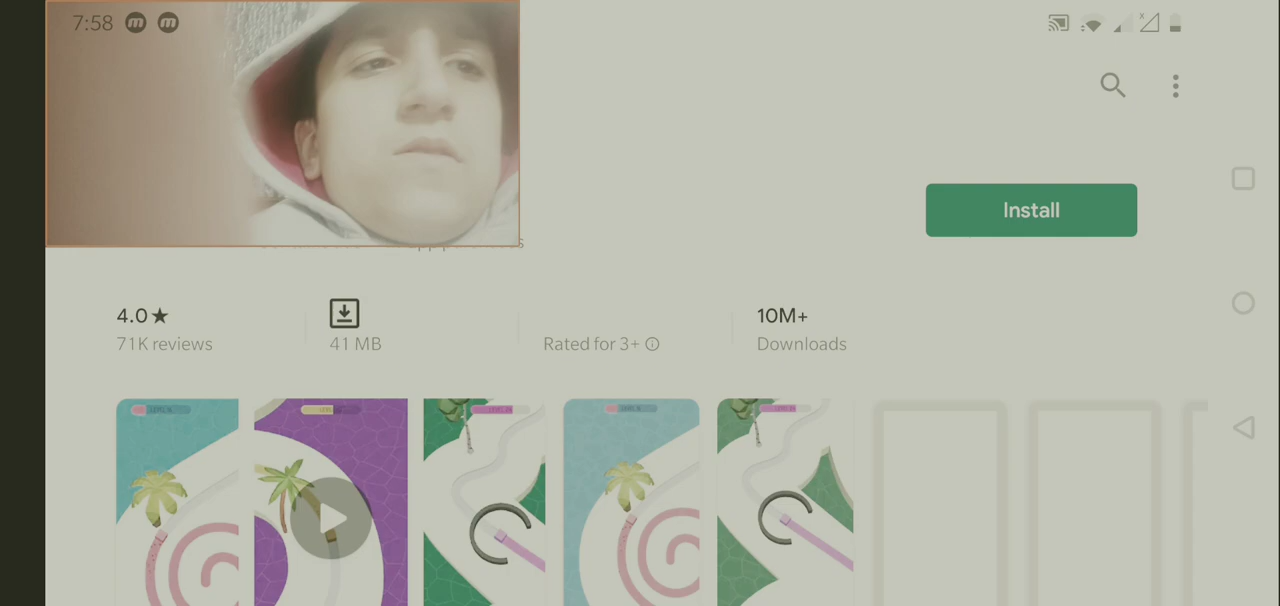 7:58
Install
4.0★
71K reviews
41 MB
Rated for 3+
10M+
Downloads